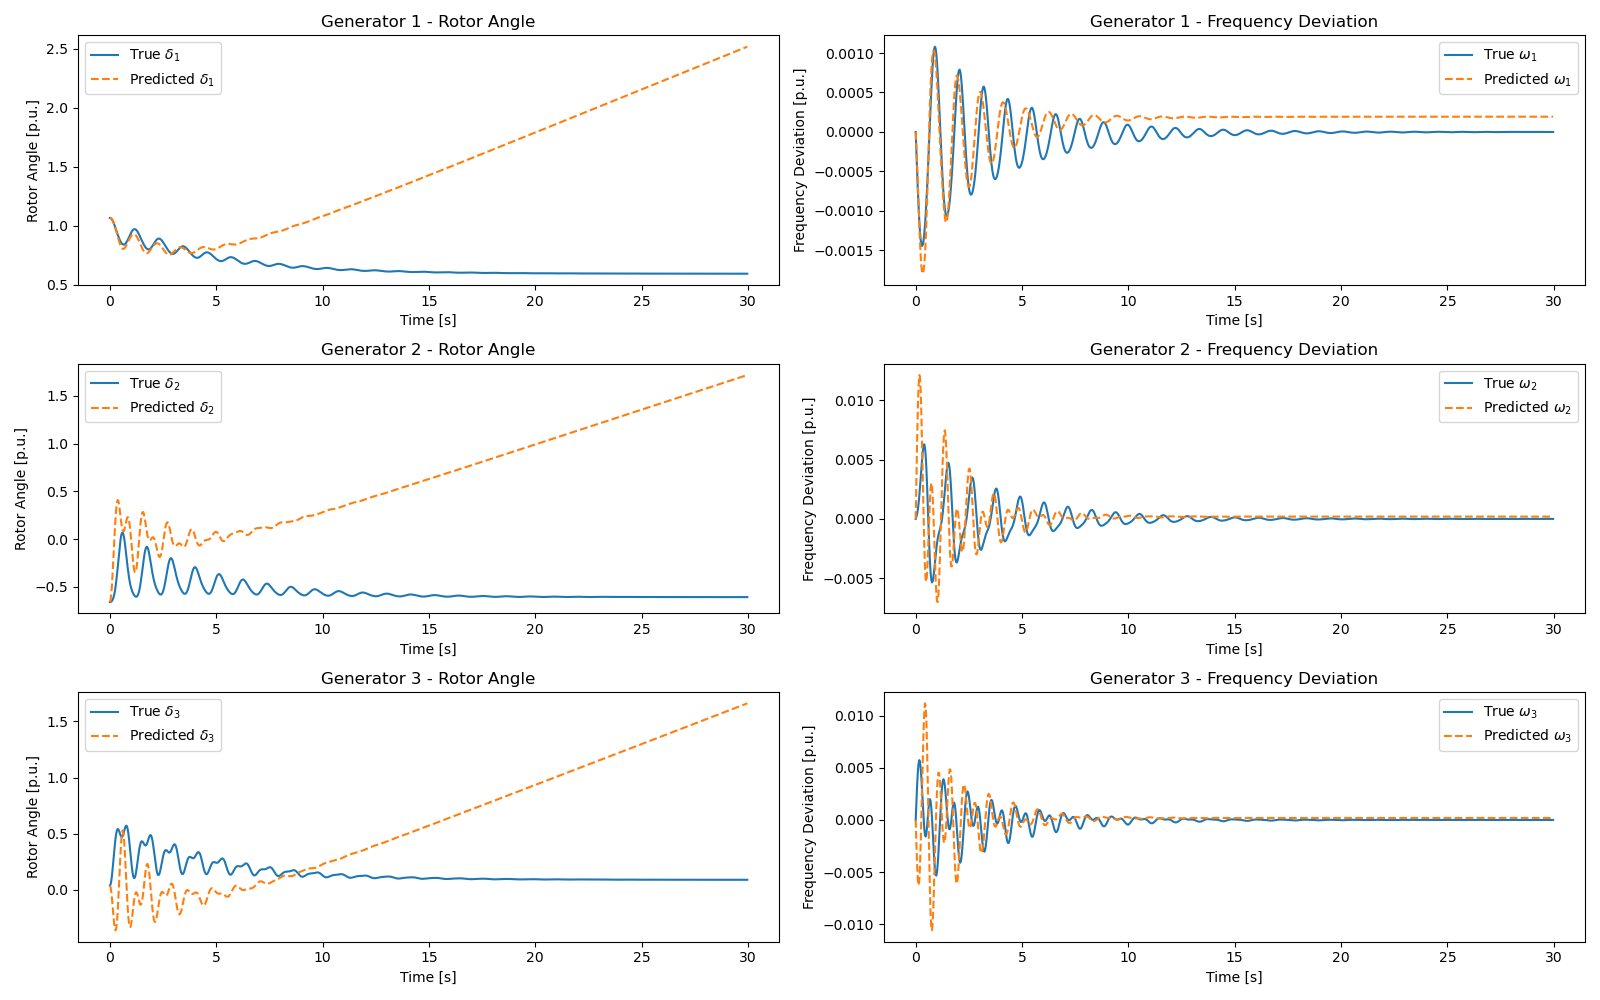 Generator 1 - Rotor Angle
Rotor Angle [p.u.]
2.5
2.0
1.5
1.0
0.5
True δ₁
Predicted δ₁
0 5 10 15 20 25 30
Time [s]
Generator 1 - Frequency Deviation
Frequency Deviation [p.u.]
0.0010
0.0005
0.0000
−0.0005
−0.0010
−0.0015
True ω₁
Predicted ω₁
0 5 10 15 20 25 30
Time [s]
Generator 2 - Rotor Angle
Rotor Angle [p.u.]
1.5
1.0
0.5
0.0
−0.5
True δ₂
Predicted δ₂
0 5 10 15 20 25 30
Time [s]
Generator 2 - Frequency Deviation
Frequency Deviation [p.u.]
0.010
0.005
0.000
−0.005
True ω₂
Predicted ω₂
0 5 10 15 20 25 30
Time [s]
Generator 3 - Rotor Angle
Rotor Angle [p.u.]
1.5
1.0
0.5
0.0
True δ₃
Predicted δ₃
0 5 10 15 20 25 30
Time [s]
Generator 3 - Frequency Deviation
Frequency Deviation [p.u.]
0.010
0.005
0.000
−0.005
−0.010
True ω₃
Predicted ω₃
0 5 10 15 20 25 30
Time [s]